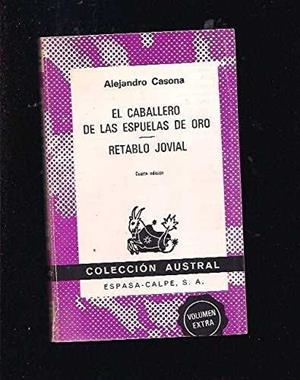 Alejandro Casona
EL CABALLERO
DE LAS ESPUELAS DE ORO
RETABLO JOVIAL
Cuarta edición
COLECCIÓN AUSTRAL
ESPASA-CALPE, S. A.
VOLUMEN
EXTRA